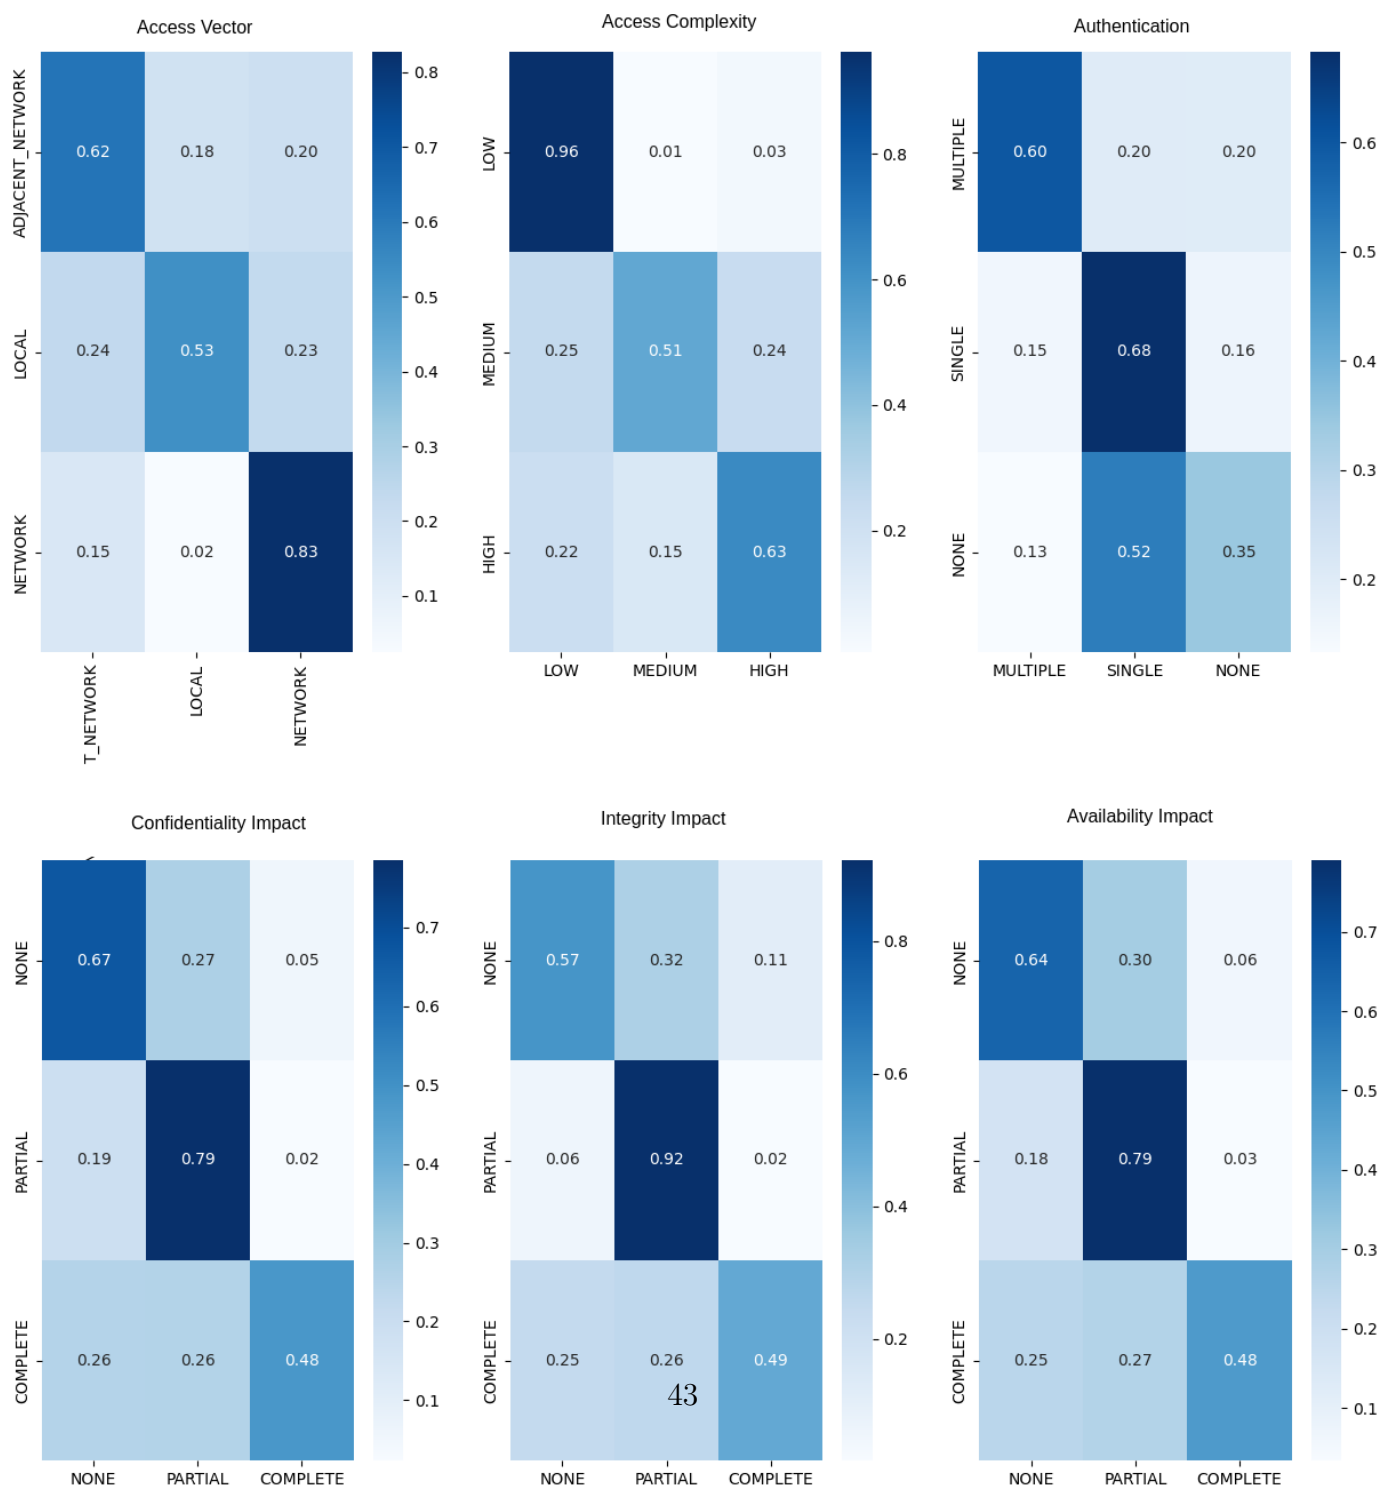 Access Vector
Access Complexity
Authentication
ADJACENT_NETWORK
0.62 0.18 0.20
LOCAL
0.24 0.53 0.23
NETWORK
0.15 0.02 0.83
T_NETWORK LOCAL NETWORK
0.8
0.7
0.6
0.5
0.4
0.3
0.2
0.1
LOW
0.96 0.01 0.03
MEDIUM
0.25 0.51 0.24
HIGH
0.22 0.15 0.63
LOW MEDIUM HIGH
0.8
0.6
0.4
0.2
MULTIPLE
0.60 0.20 0.20
SINGLE
0.15 0.68 0.16
NONE
0.13 0.52 0.35
MULTIPLE SINGLE NONE
0.6
0.5
0.4
0.3
0.2
Confidentiality Impact
Integrity Impact
Availability Impact
NONE
0.67 0.27 0.05
PARTIAL
0.19 0.79 0.02
COMPLETE
0.26 0.26 0.48
NONE PARTIAL COMPLETE
0.7
0.6
0.5
0.4
0.3
0.2
0.1
NONE
0.57 0.32 0.11
PARTIAL
0.06 0.92 0.02
COMPLETE
0.25 0.26 0.49
43
NONE PARTIAL COMPLETE
0.8
0.6
0.4
0.2
NONE
0.64 0.30 0.06
PARTIAL
0.18 0.79 0.03
COMPLETE
0.25 0.27 0.48
NONE PARTIAL COMPLETE
0.7
0.6
0.5
0.4
0.3
0.2
0.1